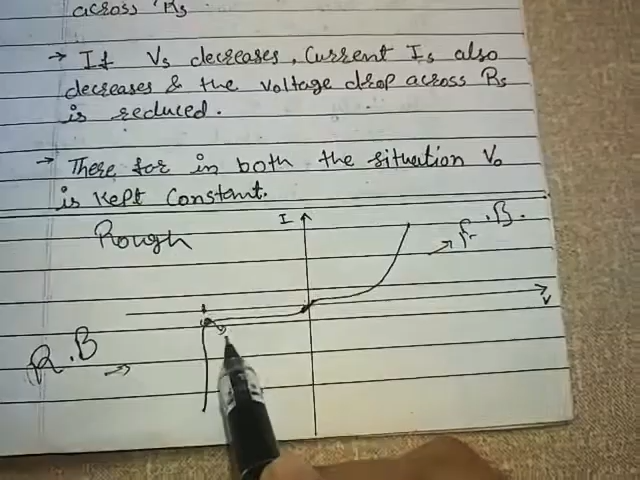 across Rs
→ If Vs decreases, Current Is also
decreases & the voltage drop across Rs
is reduced.
→ There for in both the situation Vo
is kept Constant.
Rough
I
→ f.B.
V
R.B →